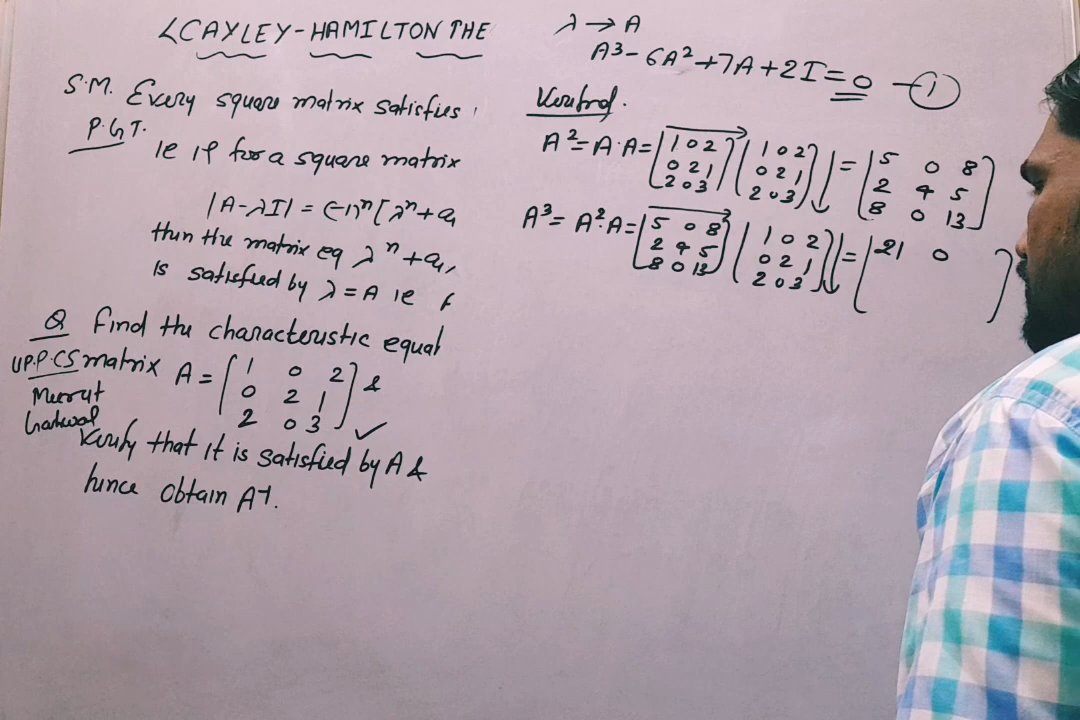 CAYLEY-HAMILTON THE
S.M. Every square matrix satisfies
P.G.T.
ie if for a square matrix
|A-λI| = (-1)ⁿ[λⁿ+a₁
then the matrix eq λⁿ+a₁,
is satisfied by λ=A ie
Q find the characteristic equat
UP.P.CS matrix A = [1 0 2
0 2 1
2 0 3] &
Meerut
Garhwal
Verify that it is satisfied by A &
hence obtain A⁻¹.
λ → A
A³-6A²+7A+2I=0 —①
A²=A·A=[1 0 2 0 2 1 2 0 3] [1 0 2 0 2 1 2 0 3] = [5 0 8 2 4 5 8 0 13]
A³= A²·A=[5 0 8 2 4 5 8 0 13] [1 0 2 0 2 1 2 0 3] = [21 0 ]